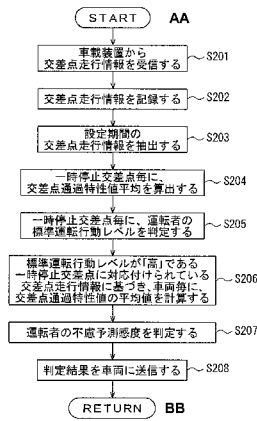 START AA
車載装置から
交差点走行情報を受信する
S201
交差点走行情報を記録する
S202
設定期間の
交差点走行情報を抽出する
S203
一時停止交差点毎に、
交差点通過特性値平均を算出する
S204
一時停止交差点毎に、運転者の
標準運転行動レベルを判定する
S205
標準運転行動レベルが「高」である
一時停止交差点に対応付けられている
交差点走行情報に基づき、車両毎に、
交差点通過特性値の平均値を計算する
S206
運転者の不慮予測感度を判定する
S207
判定結果を車両に送信する
S208
RETURN BB